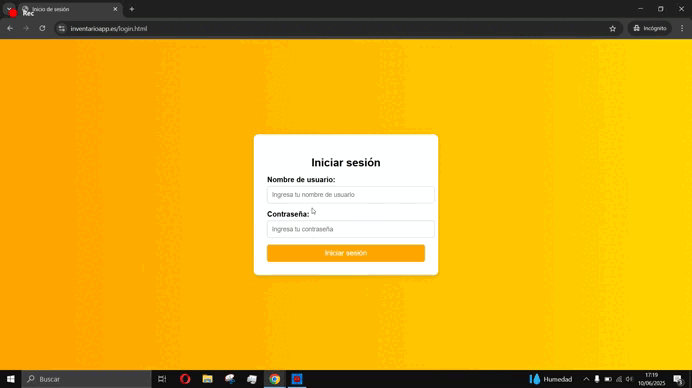 Inicio de sesión
Rec
inventarioapp.es/login.html
Incógnito
Iniciar sesión
Nombre de usuario:
Ingresa tu nombre de usuario
Contraseña:
Ingresa tu contraseña
Iniciar sesión
Buscar
Humedad
17:19
10/06/2025